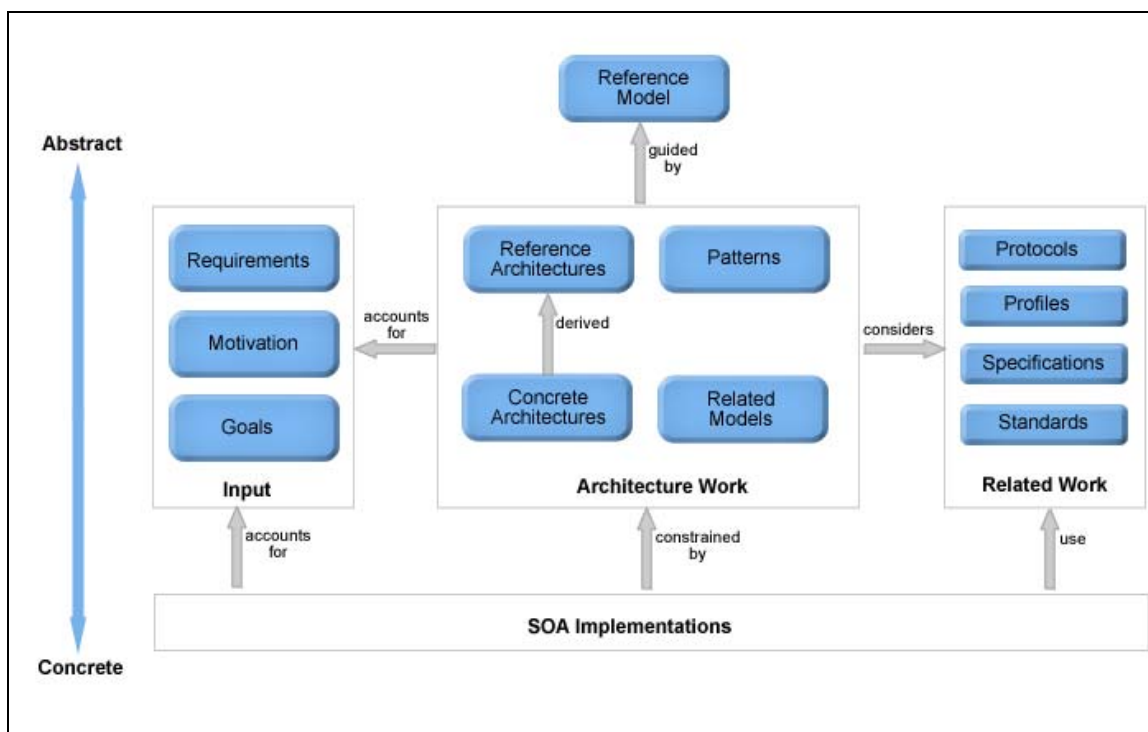 Reference
Model
Abstract
guided
by
Requirements
Motivation
Goals
Input
accounts
for
Reference
Architectures
Patterns
derived
Concrete
Architectures
Related
Models
Architecture Work
considers
Protocols
Profiles
Specifications
Standards
Related Work
accounts
for
constrained
by
use
SOA Implementations
Concrete